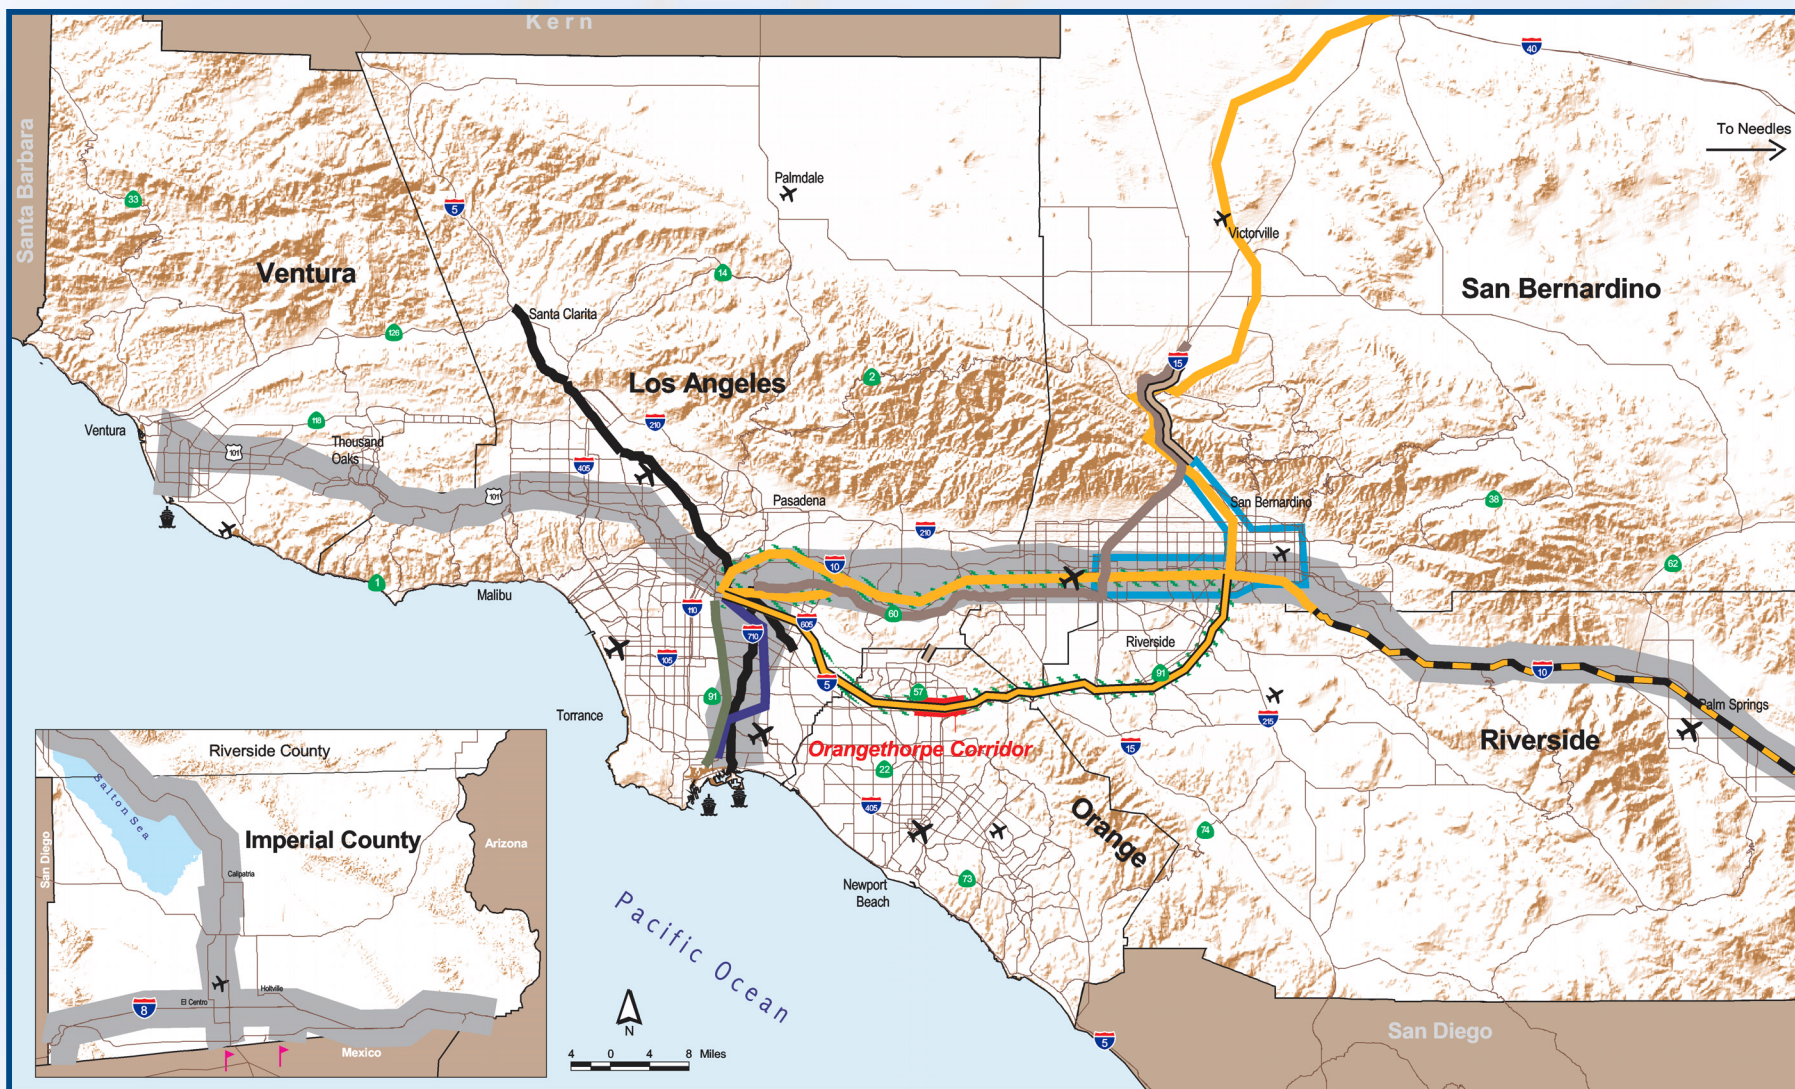 Kern
40
To Needles
Santa Barbara
Palmdale
33
5
Victorville
Ventura
14
San Bernardino
Santa Clarita
126
15
Los Angeles
2
118
210
Ventura
101
Thousand
Oaks
405
101
Pasadena
San Bernardino
38
210
10
62
1
Malibu
110
60
605
710
Riverside
105
91
10
5
57
91
Torrance
215
Palm Springs
Orangethorpe Corridor
15
Riverside
22
405
Orange
74
73
Newport
Beach
Pacific Ocean
San Diego
5
N
4 0 4 8 Miles
Riverside County
Salton Sea
Imperial County
San Diego
Arizona
Calipatria
El Centro
Holtville
8
Mexico